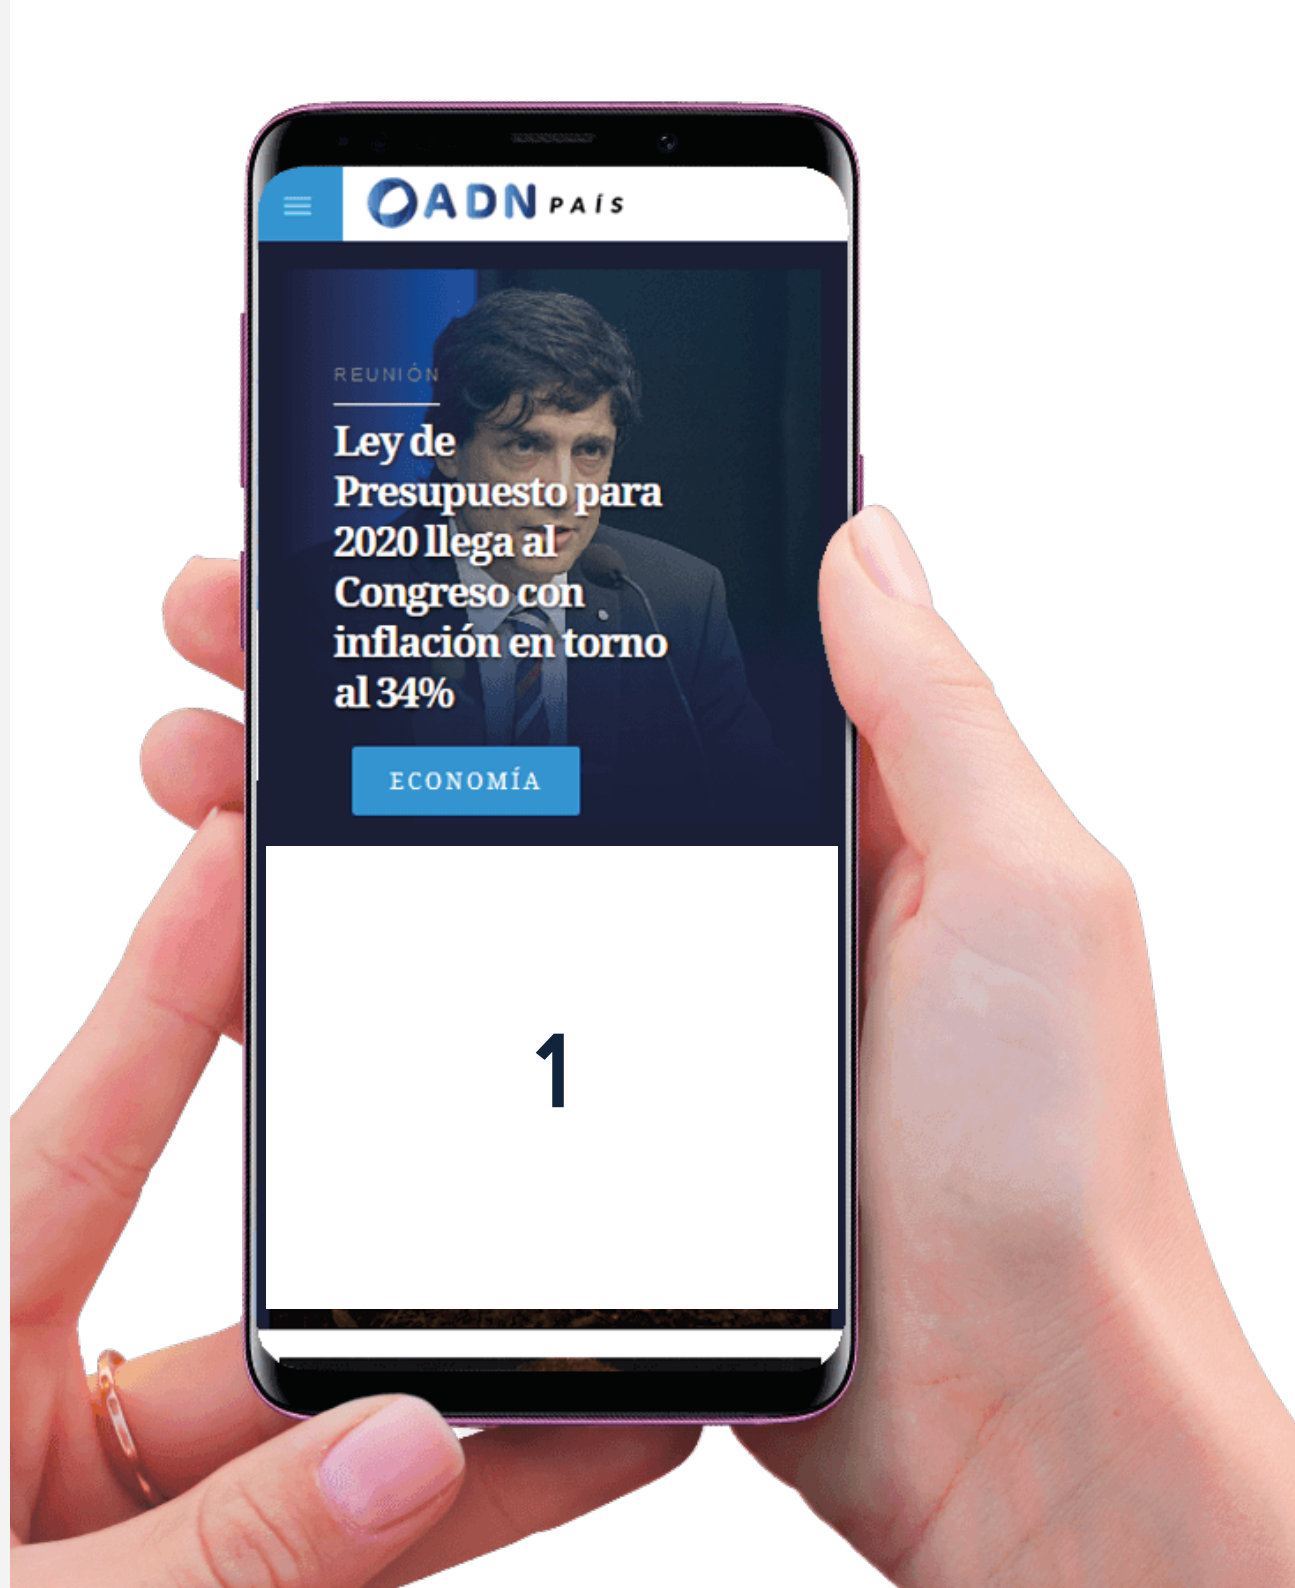 ADN PAÍS
REUNIÓN
Ley de
Presupuesto para
2020 llega al
Congreso con
inflación en torno
al 34%
ECONOMÍA
1